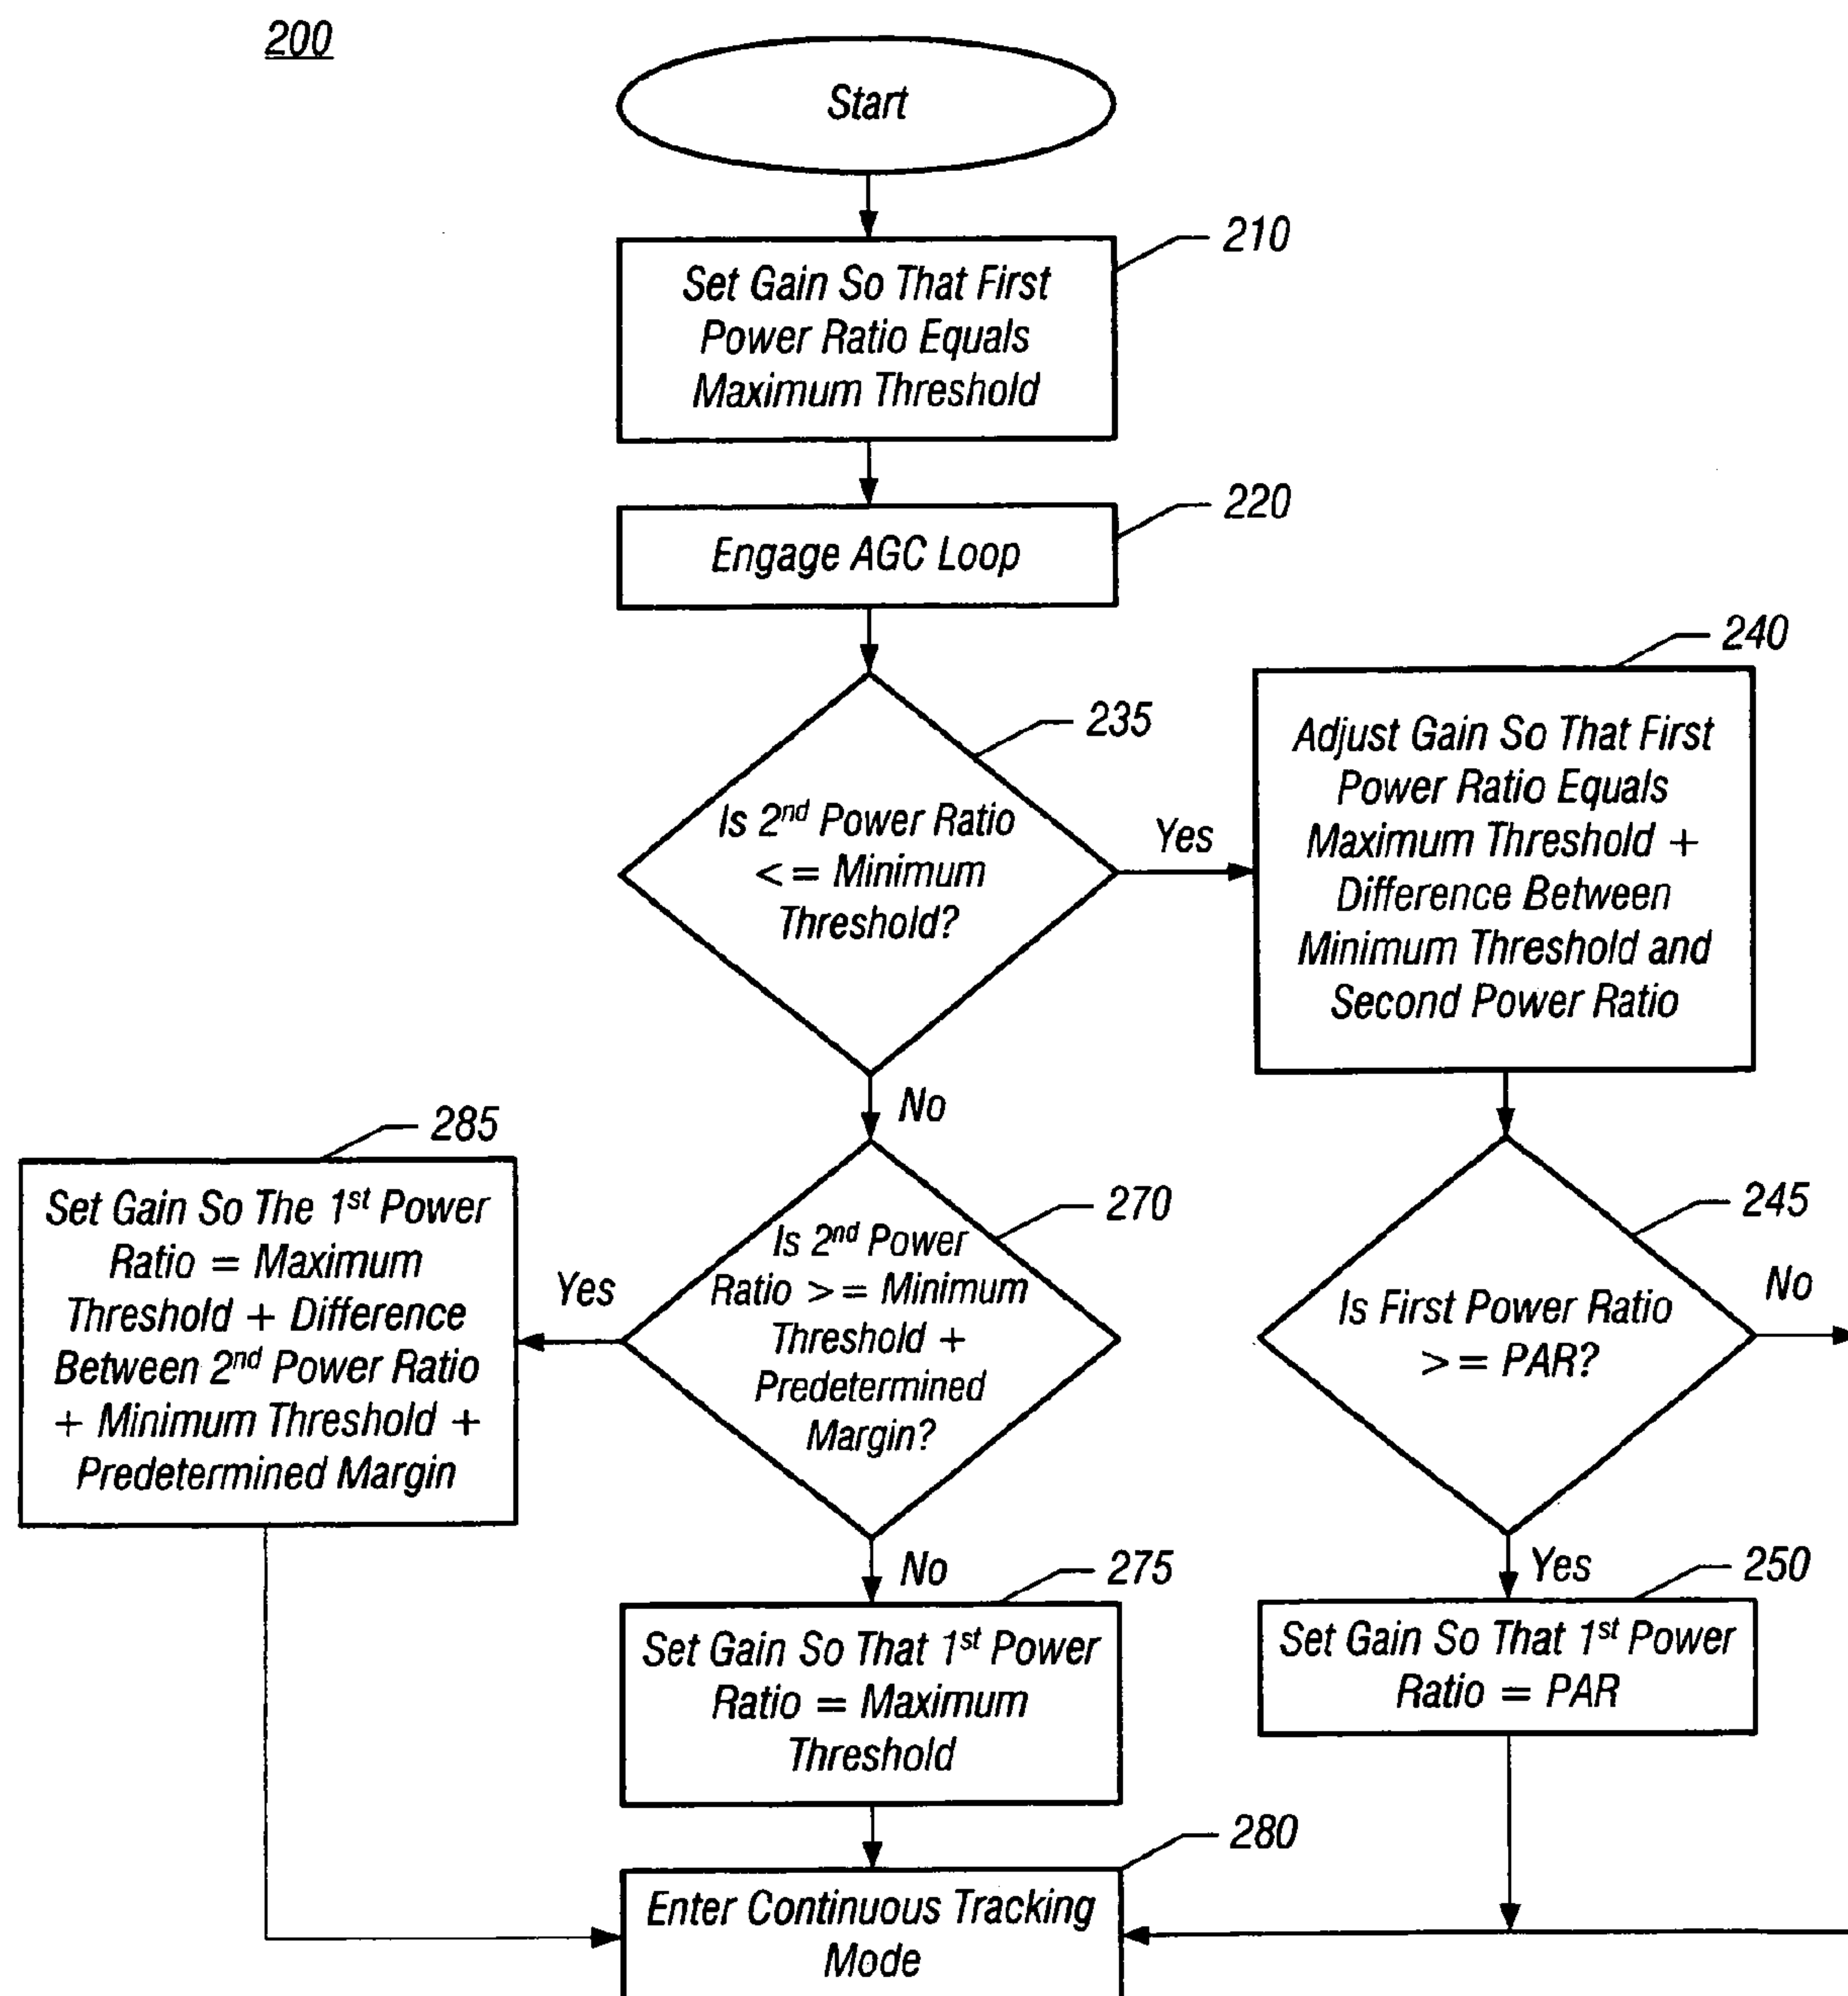 200
Start
210
Set Gain So That First
Power Ratio Equals
Maximum Threshold
220
Engage AGC Loop
235
Is 2nd Power Ratio
< = Minimum
Threshold?
Yes
240
Adjust Gain So That First
Power Ratio Equals
Maximum Threshold +
Difference Between
Minimum Threshold and
Second Power Ratio
No
285
Set Gain So The 1st Power
Ratio = Maximum
Threshold + Difference
Between 2nd Power Ratio
+ Minimum Threshold +
Predetermined Margin
Yes
270
Is 2nd Power
Ratio > = Minimum
Threshold +
Predetermined
Margin?
245
Is First Power Ratio
> = PAR?
No
No
275
Set Gain So That 1st Power
Ratio = Maximum
Threshold
Yes
250
Set Gain So That 1st Power
Ratio = PAR
280
Enter Continuous Tracking
Mode